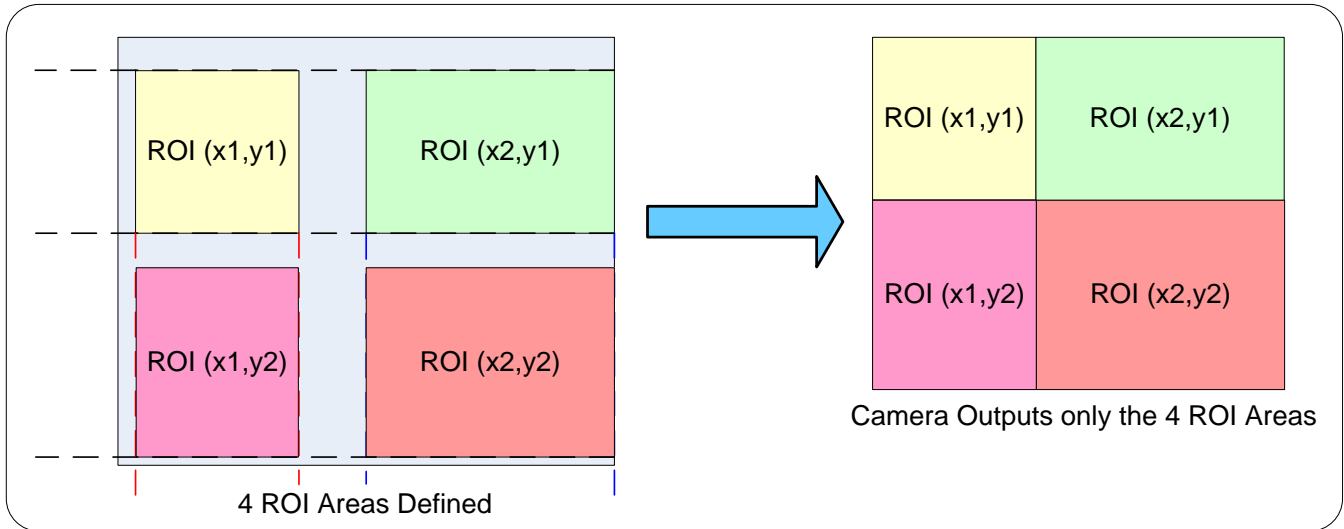 ROI (x1,y1)
ROI (x2,y1)
ROI (x1,y2)
ROI (x2,y2)
4 ROI Areas Defined
ROI (x1,y1)
ROI (x2,y1)
ROI (x1,y2)
ROI (x2,y2)
Camera Outputs only the 4 ROI Areas